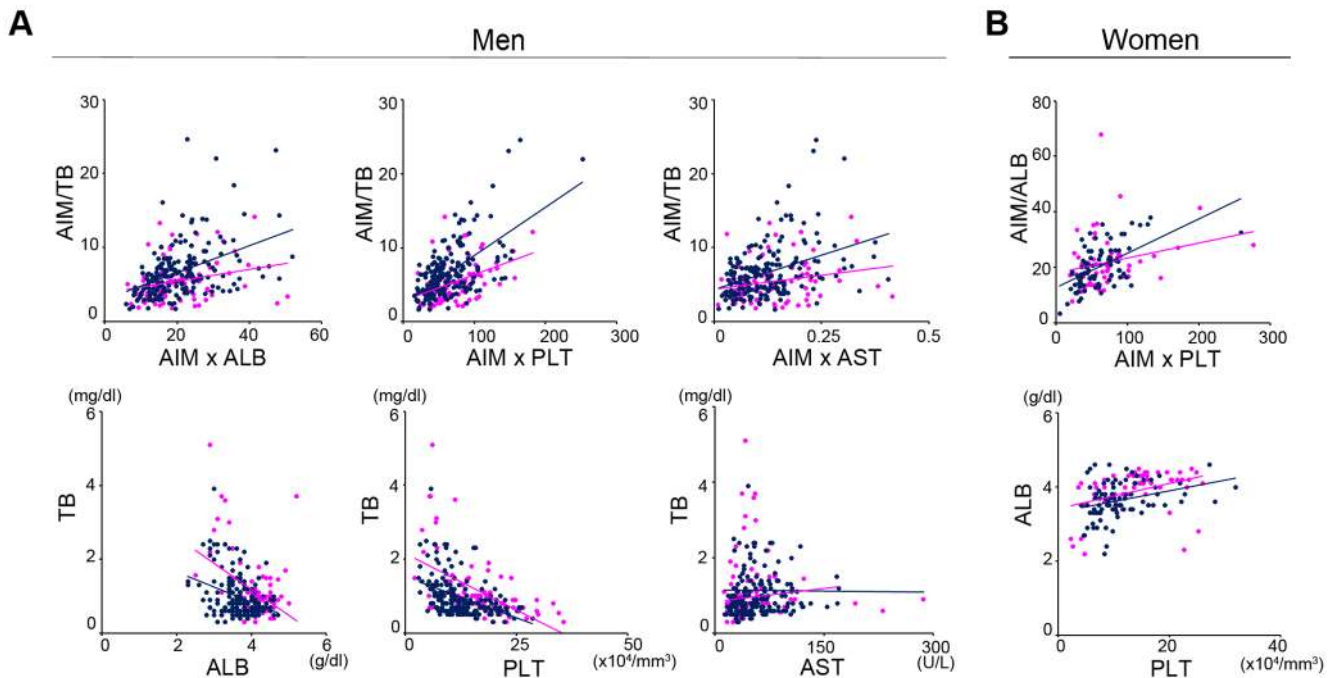 A
Men
B
Women
30
20
10
0
AIM/TB
0
20
40
60
AIM x ALB
30
20
10
0
AIM/TB
0
100
200
300
AIM x PLT
30
20
10
0
AIM/TB
0
0.25
0.5
AIM x AST
80
60
40
20
0
AIM/ALB
0
100
200
300
AIM x PLT
(mg/dl)
6
4
2
0
TB
2
4
6
ALB
(g/dl)
(mg/dl)
6
4
2
0
TB
0
25
50
PLT
(x10⁴/mm³)
(mg/dl)
6
4
2
0
TB
0
150
300
AST
(U/L)
(g/dl)
6
4
2
0
ALB
0
20
40
PLT
(x10⁴/mm³)